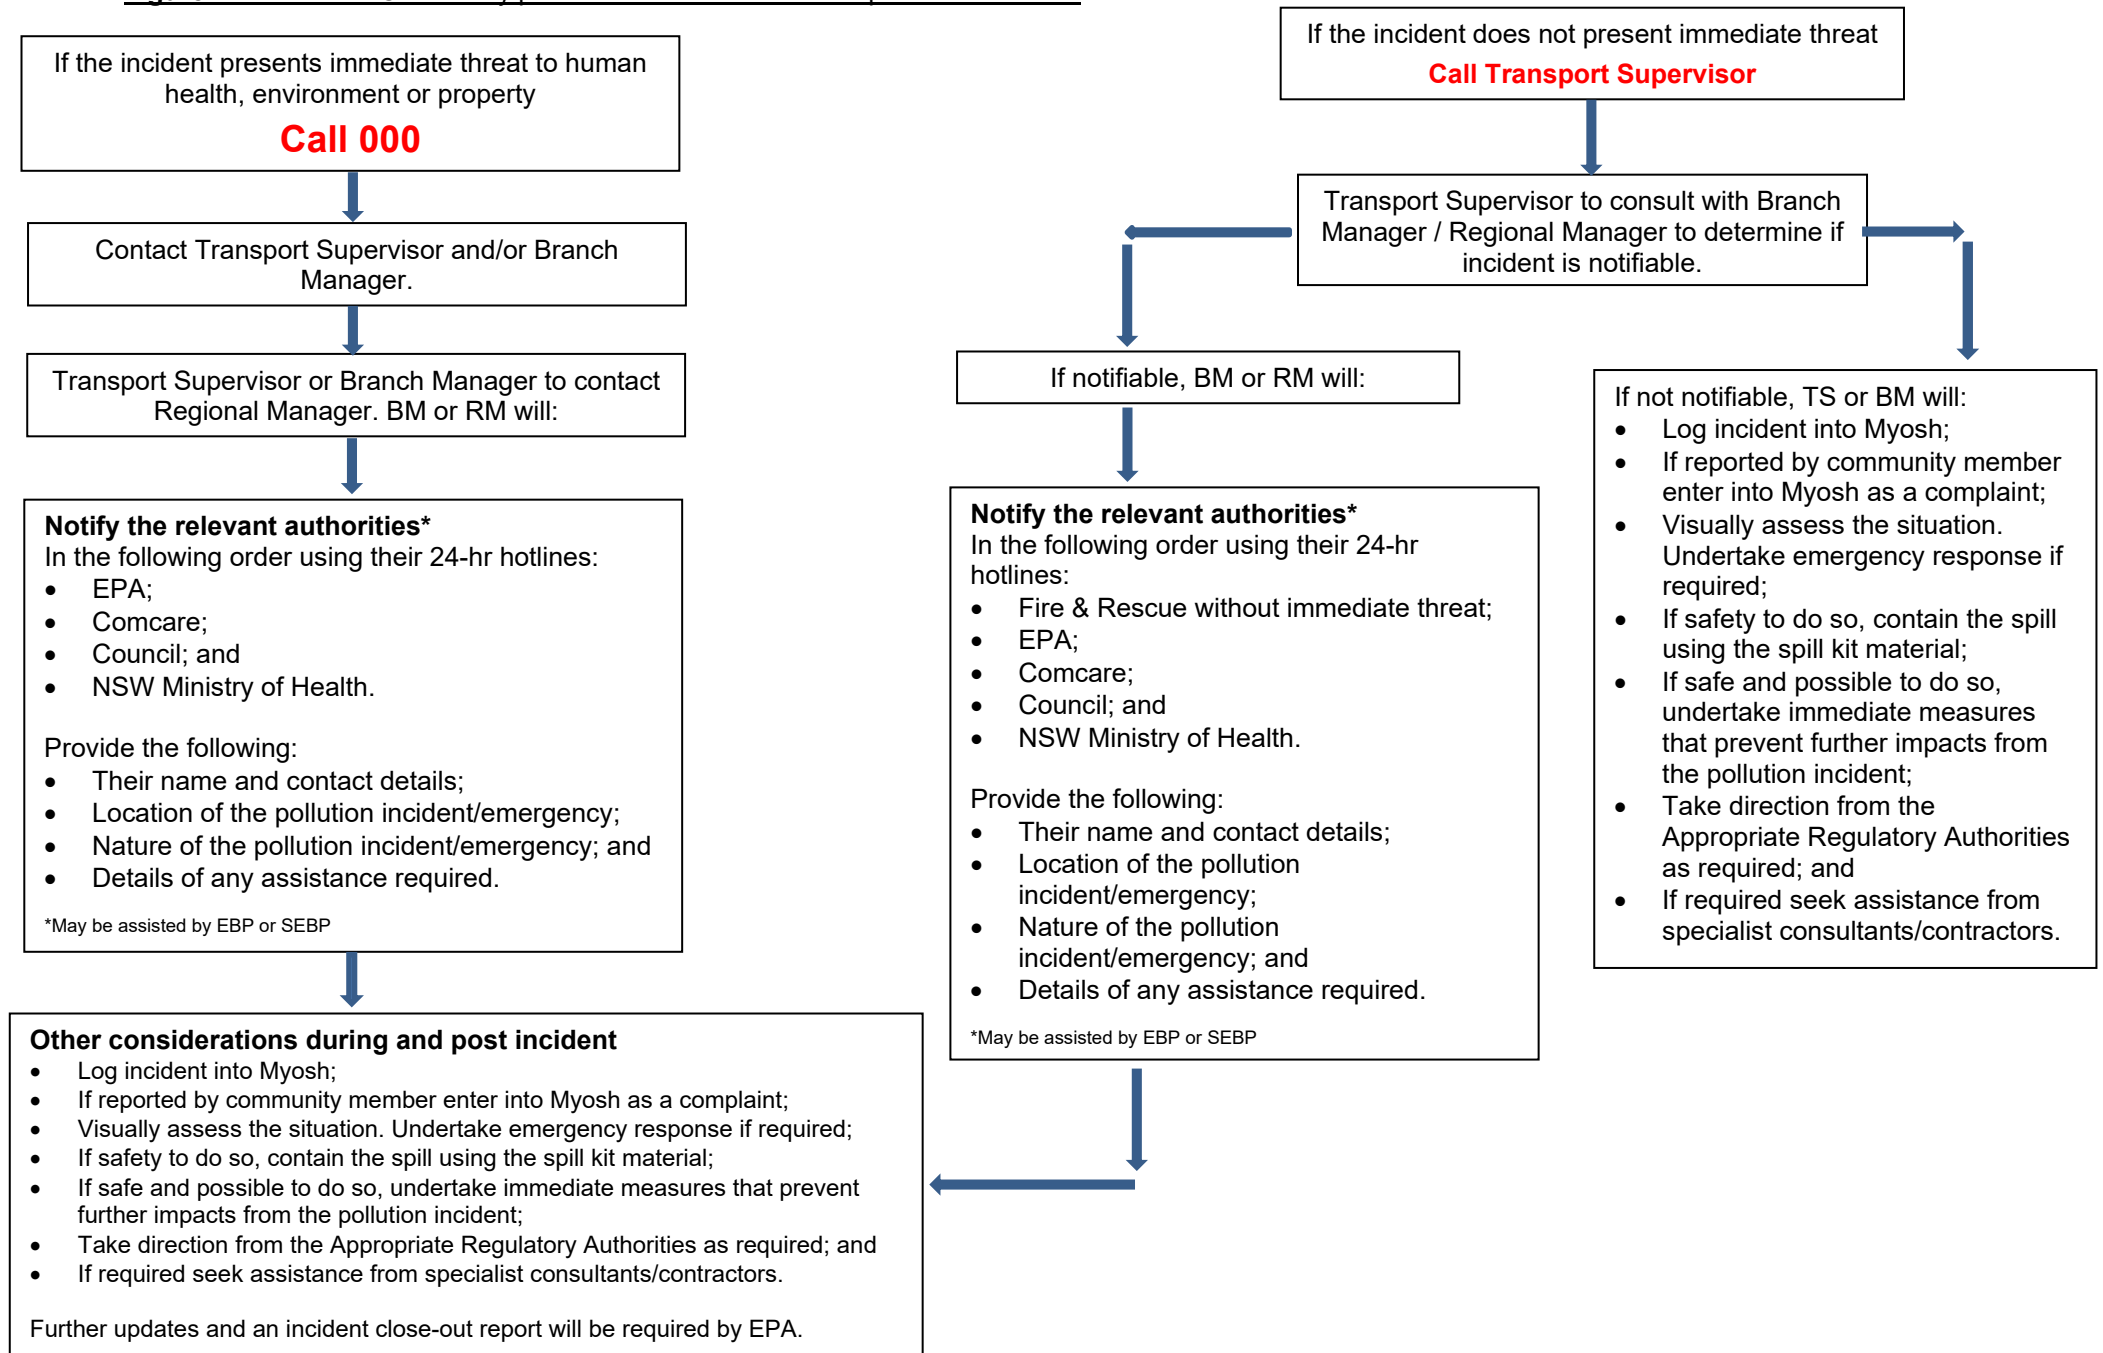 If the incident presents immediate threat to human
health, environment or property
Call 000
Contact Transport Supervisor and/or Branch
Manager.
Transport Supervisor or Branch Manager to contact
Regional Manager. BM or RM will:
Notify the relevant authorities*
In the following order using their 24-hr hotlines:
• EPA;
• Comcare;
• Council; and
• NSW Ministry of Health.
Provide the following:
• Their name and contact details;
• Location of the pollution incident/emergency;
• Nature of the pollution incident/emergency; and
• Details of any assistance required.
*May be assisted by EBP or SEBP
Other considerations during and post incident
• Log incident into Myosh;
• If reported by community member enter into Myosh as a complaint;
• Visually assess the situation. Undertake emergency response if required;
• If safety to do so, contain the spill using the spill kit material;
• If safe and possible to do so, undertake immediate measures that prevent
further impacts from the pollution incident;
• Take direction from the Appropriate Regulatory Authorities as required; and
• If required seek assistance from specialist consultants/contractors.
Further updates and an incident close-out report will be required by EPA.
If the incident does not present immediate threat
Call Transport Supervisor
Transport Supervisor to consult with Branch
Manager / Regional Manager to determine if
incident is notifiable.
If notifiable, BM or RM will:
Notify the relevant authorities*
In the following order using their 24-hr
hotlines:
• Fire & Rescue without immediate threat;
• EPA;
• Comcare;
• Council; and
• NSW Ministry of Health.
Provide the following:
• Their name and contact details;
• Location of the pollution
incident/emergency;
• Nature of the pollution
incident/emergency; and
• Details of any assistance required.
*May be assisted by EBP or SEBP
If not notifiable, TS or BM will:
• Log incident into Myosh;
• If reported by community member
enter into Myosh as a complaint;
• Visually assess the situation.
Undertake emergency response if
required;
• If safety to do so, contain the spill
using the spill kit material;
• If safe and possible to do so,
undertake immediate measures
that prevent further impacts from
the pollution incident;
• Take direction from the
Appropriate Regulatory Authorities
as required; and
• If required seek assistance from
specialist consultants/contractors.